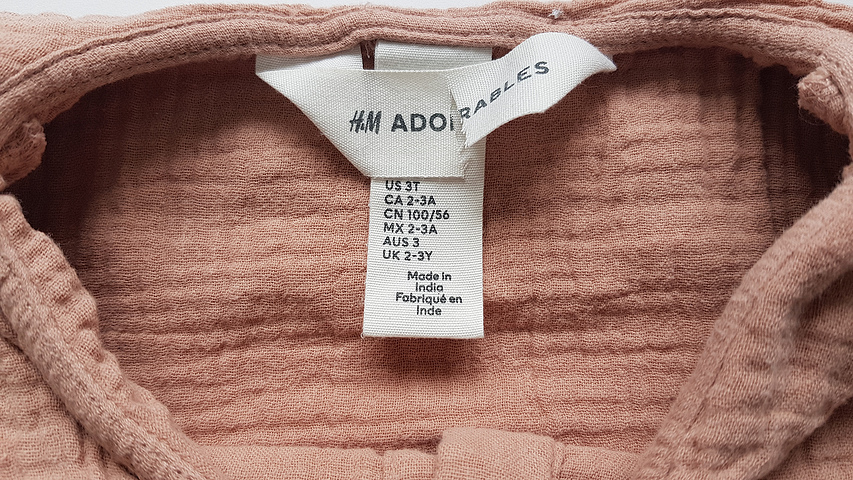 H&M ADORABLES
US 3T
CA 2-3A
CN 100/56
MX 2-3A
AUS 3
UK 2-3Y
Made in
India
Fabriqué en
Inde